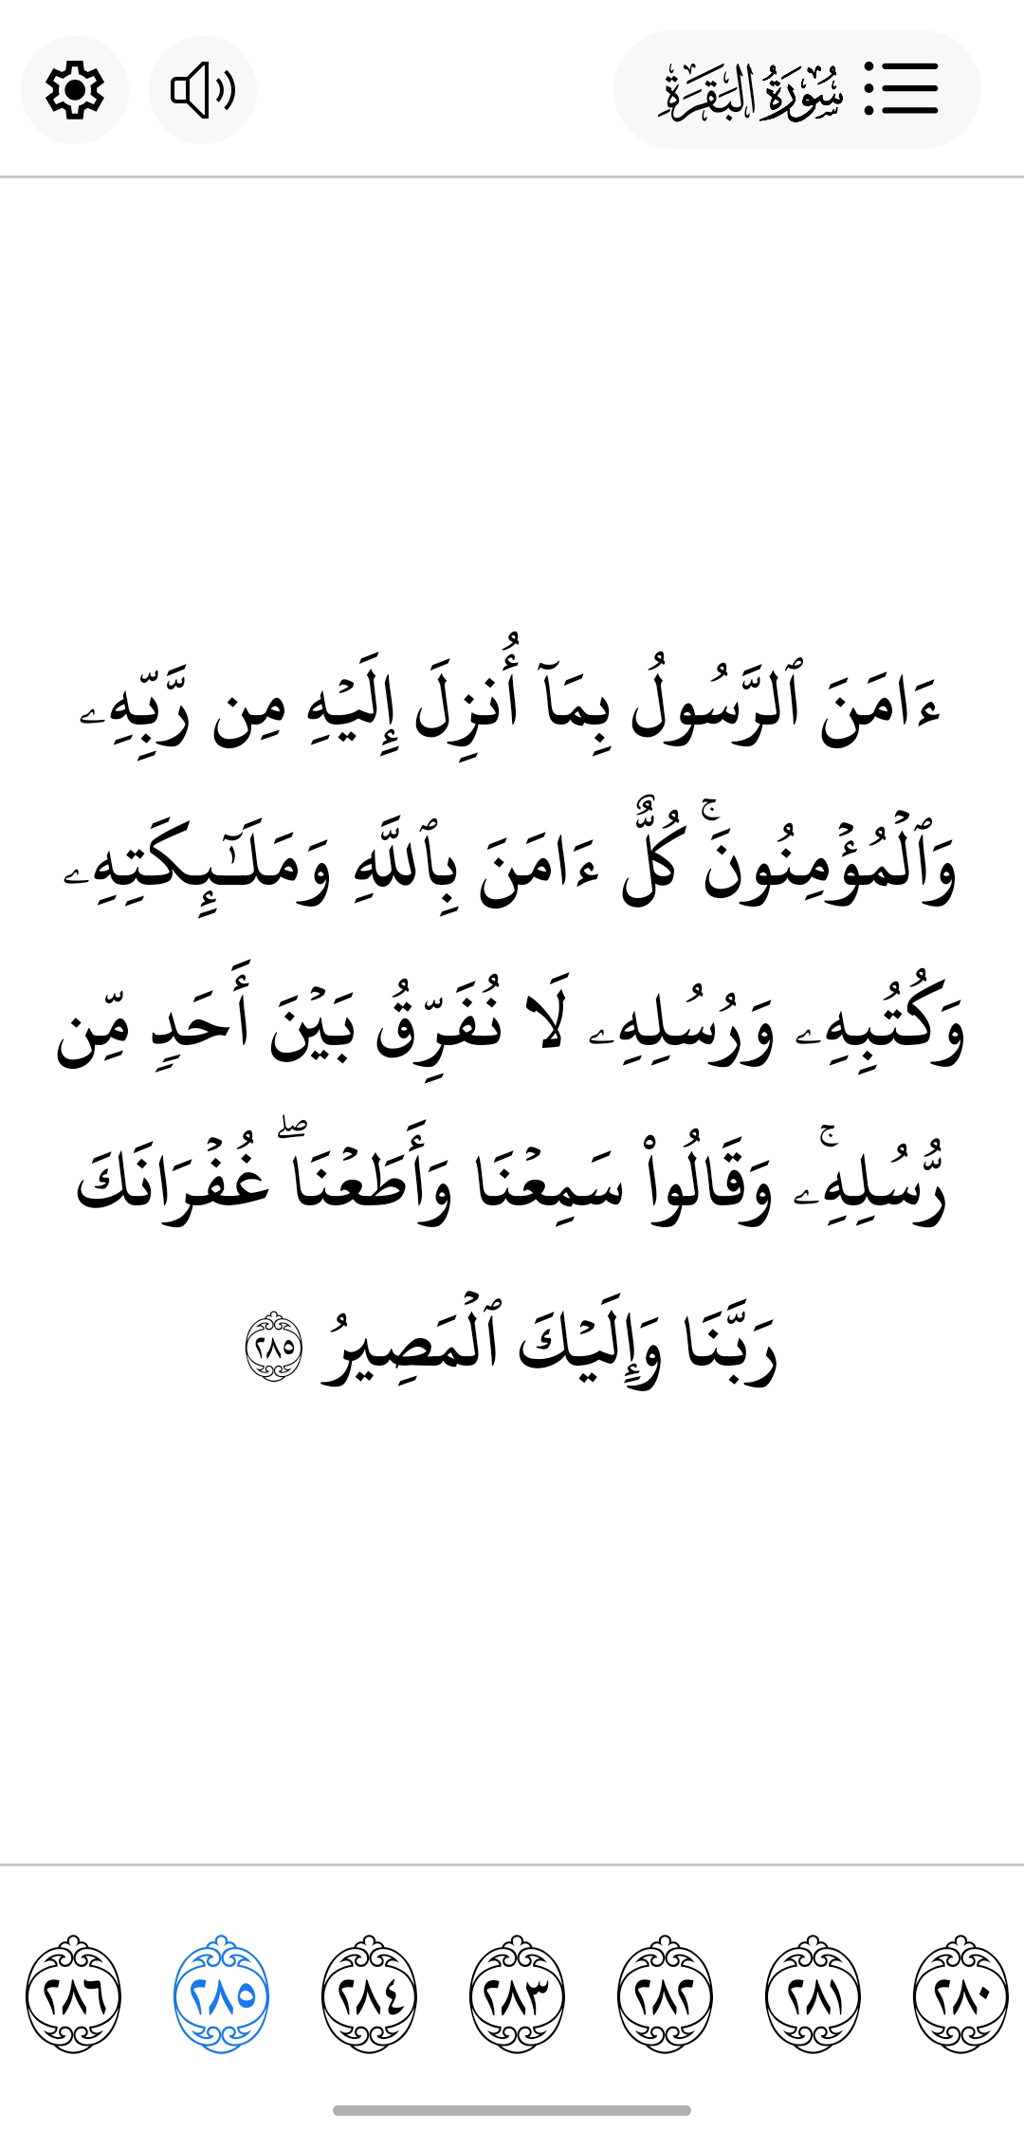 سُورَةُ البَقَرَةِ
ءَامَنَ ٱلرَّسُولُ بِمَآ أُنزِلَ إِلَيۡهِ مِن رَّبِّهِۦ
وَٱلۡمُؤۡمِنُونَۚ كُلٌّ ءَامَنَ بِٱللَّهِ وَمَلَٰٓئِكَتِهِۦ
وَكُتُبِهِۦ وَرُسُلِهِۦ لَا نُفَرِّقُ بَيۡنَ أَحَدٖ مِّن
رُّسُلِهِۦۚ وَقَالُواْ سَمِعۡنَا وَأَطَعۡنَاۖ غُفۡرَانَكَ
رَبَّنَا وَإِلَيۡكَ ٱلۡمَصِيرُ ٢٨٥
٢٨٠ ٢٨١ ٢٨٢ ٢٨٣ ٢٨٤ ٢٨٥ ٢٨٦